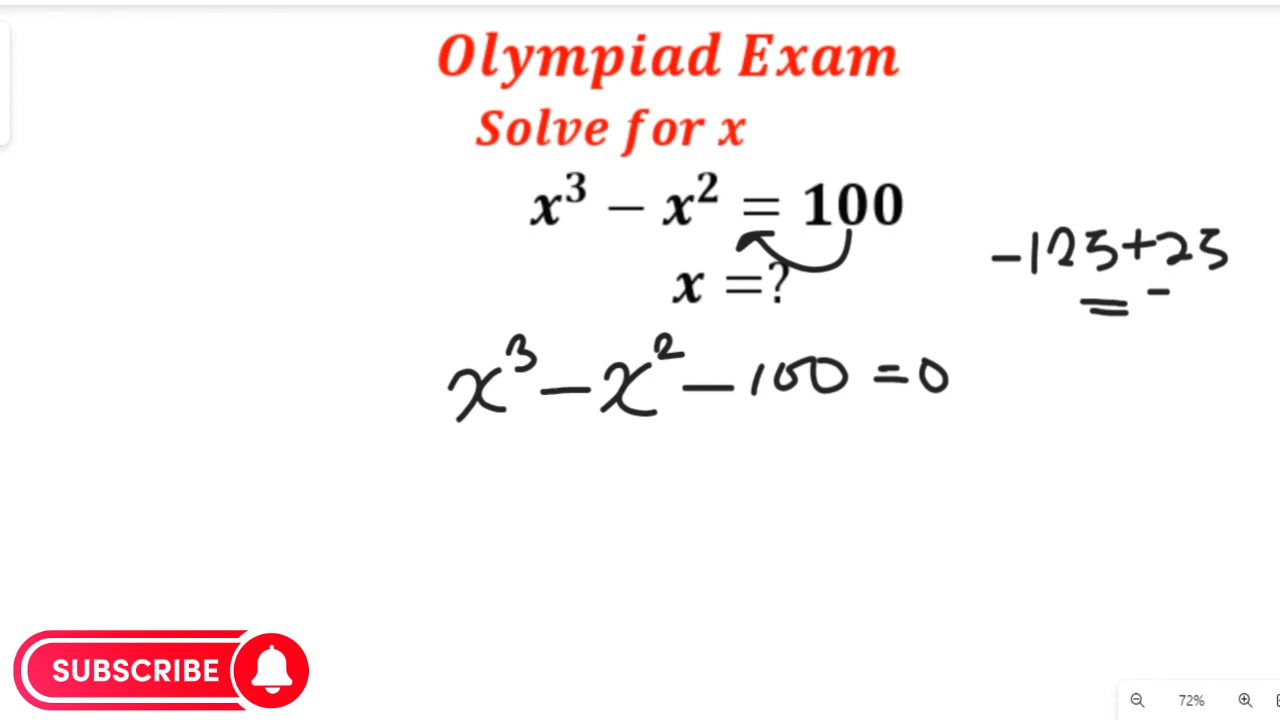 Olympiad Exam
Solve for x
x³ − x² = 100
x =?
−125+25
= −
x³ − x² − 100 = 0
SUBSCRIBE
72%